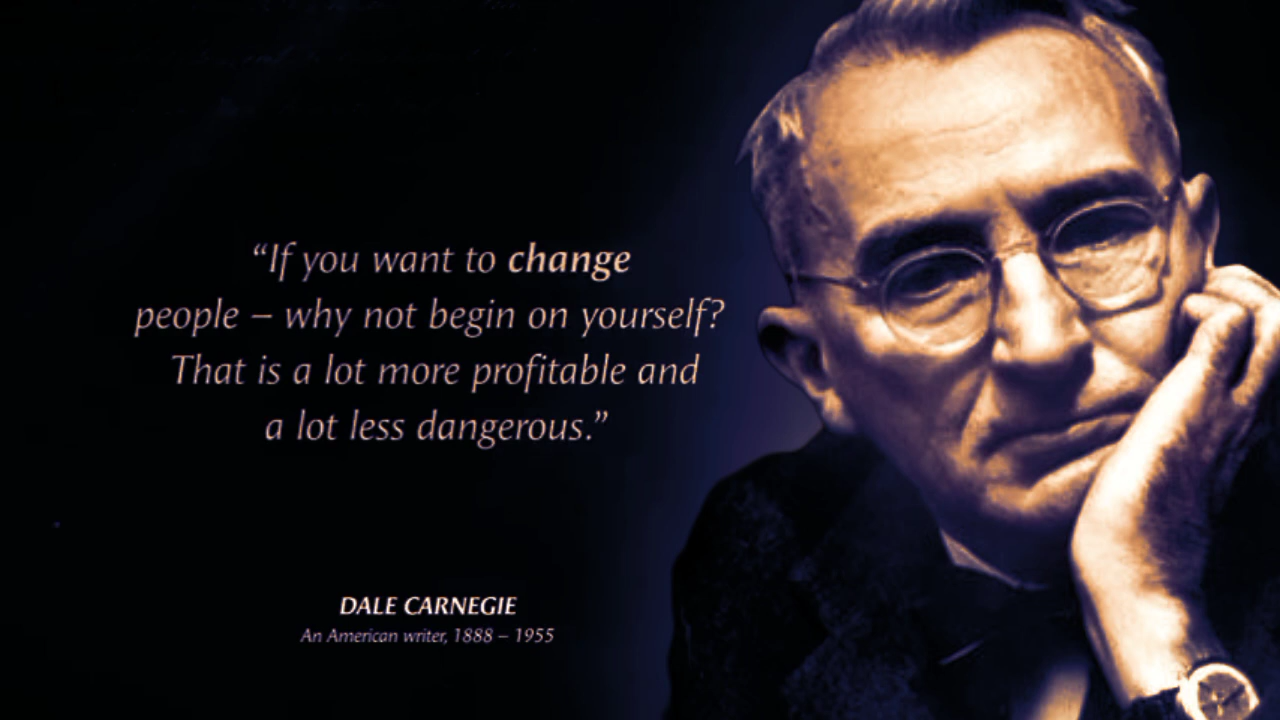 “If you want to change
people – why not begin on yourself?
That is a lot more profitable and
a lot less dangerous.”
DALE CARNEGIE
An American writer, 1888 – 1955